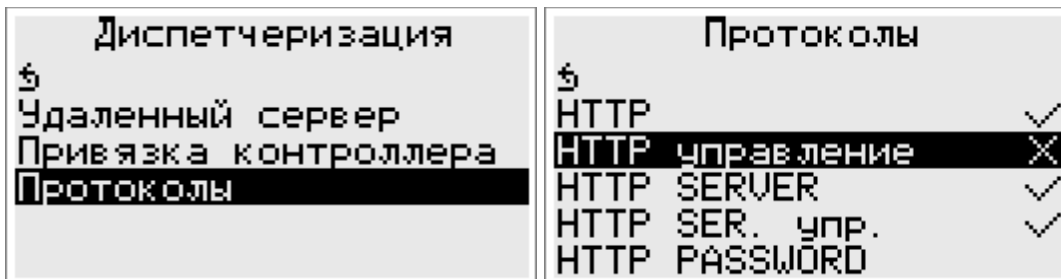 Диспетчеризация
Удаленный сервер
Привязка контроллера
Протоколы
Протоколы
HTTP
HTTP управление X
HTTP SERVER
HTTP SER. упр.
HTTP PASSWORD